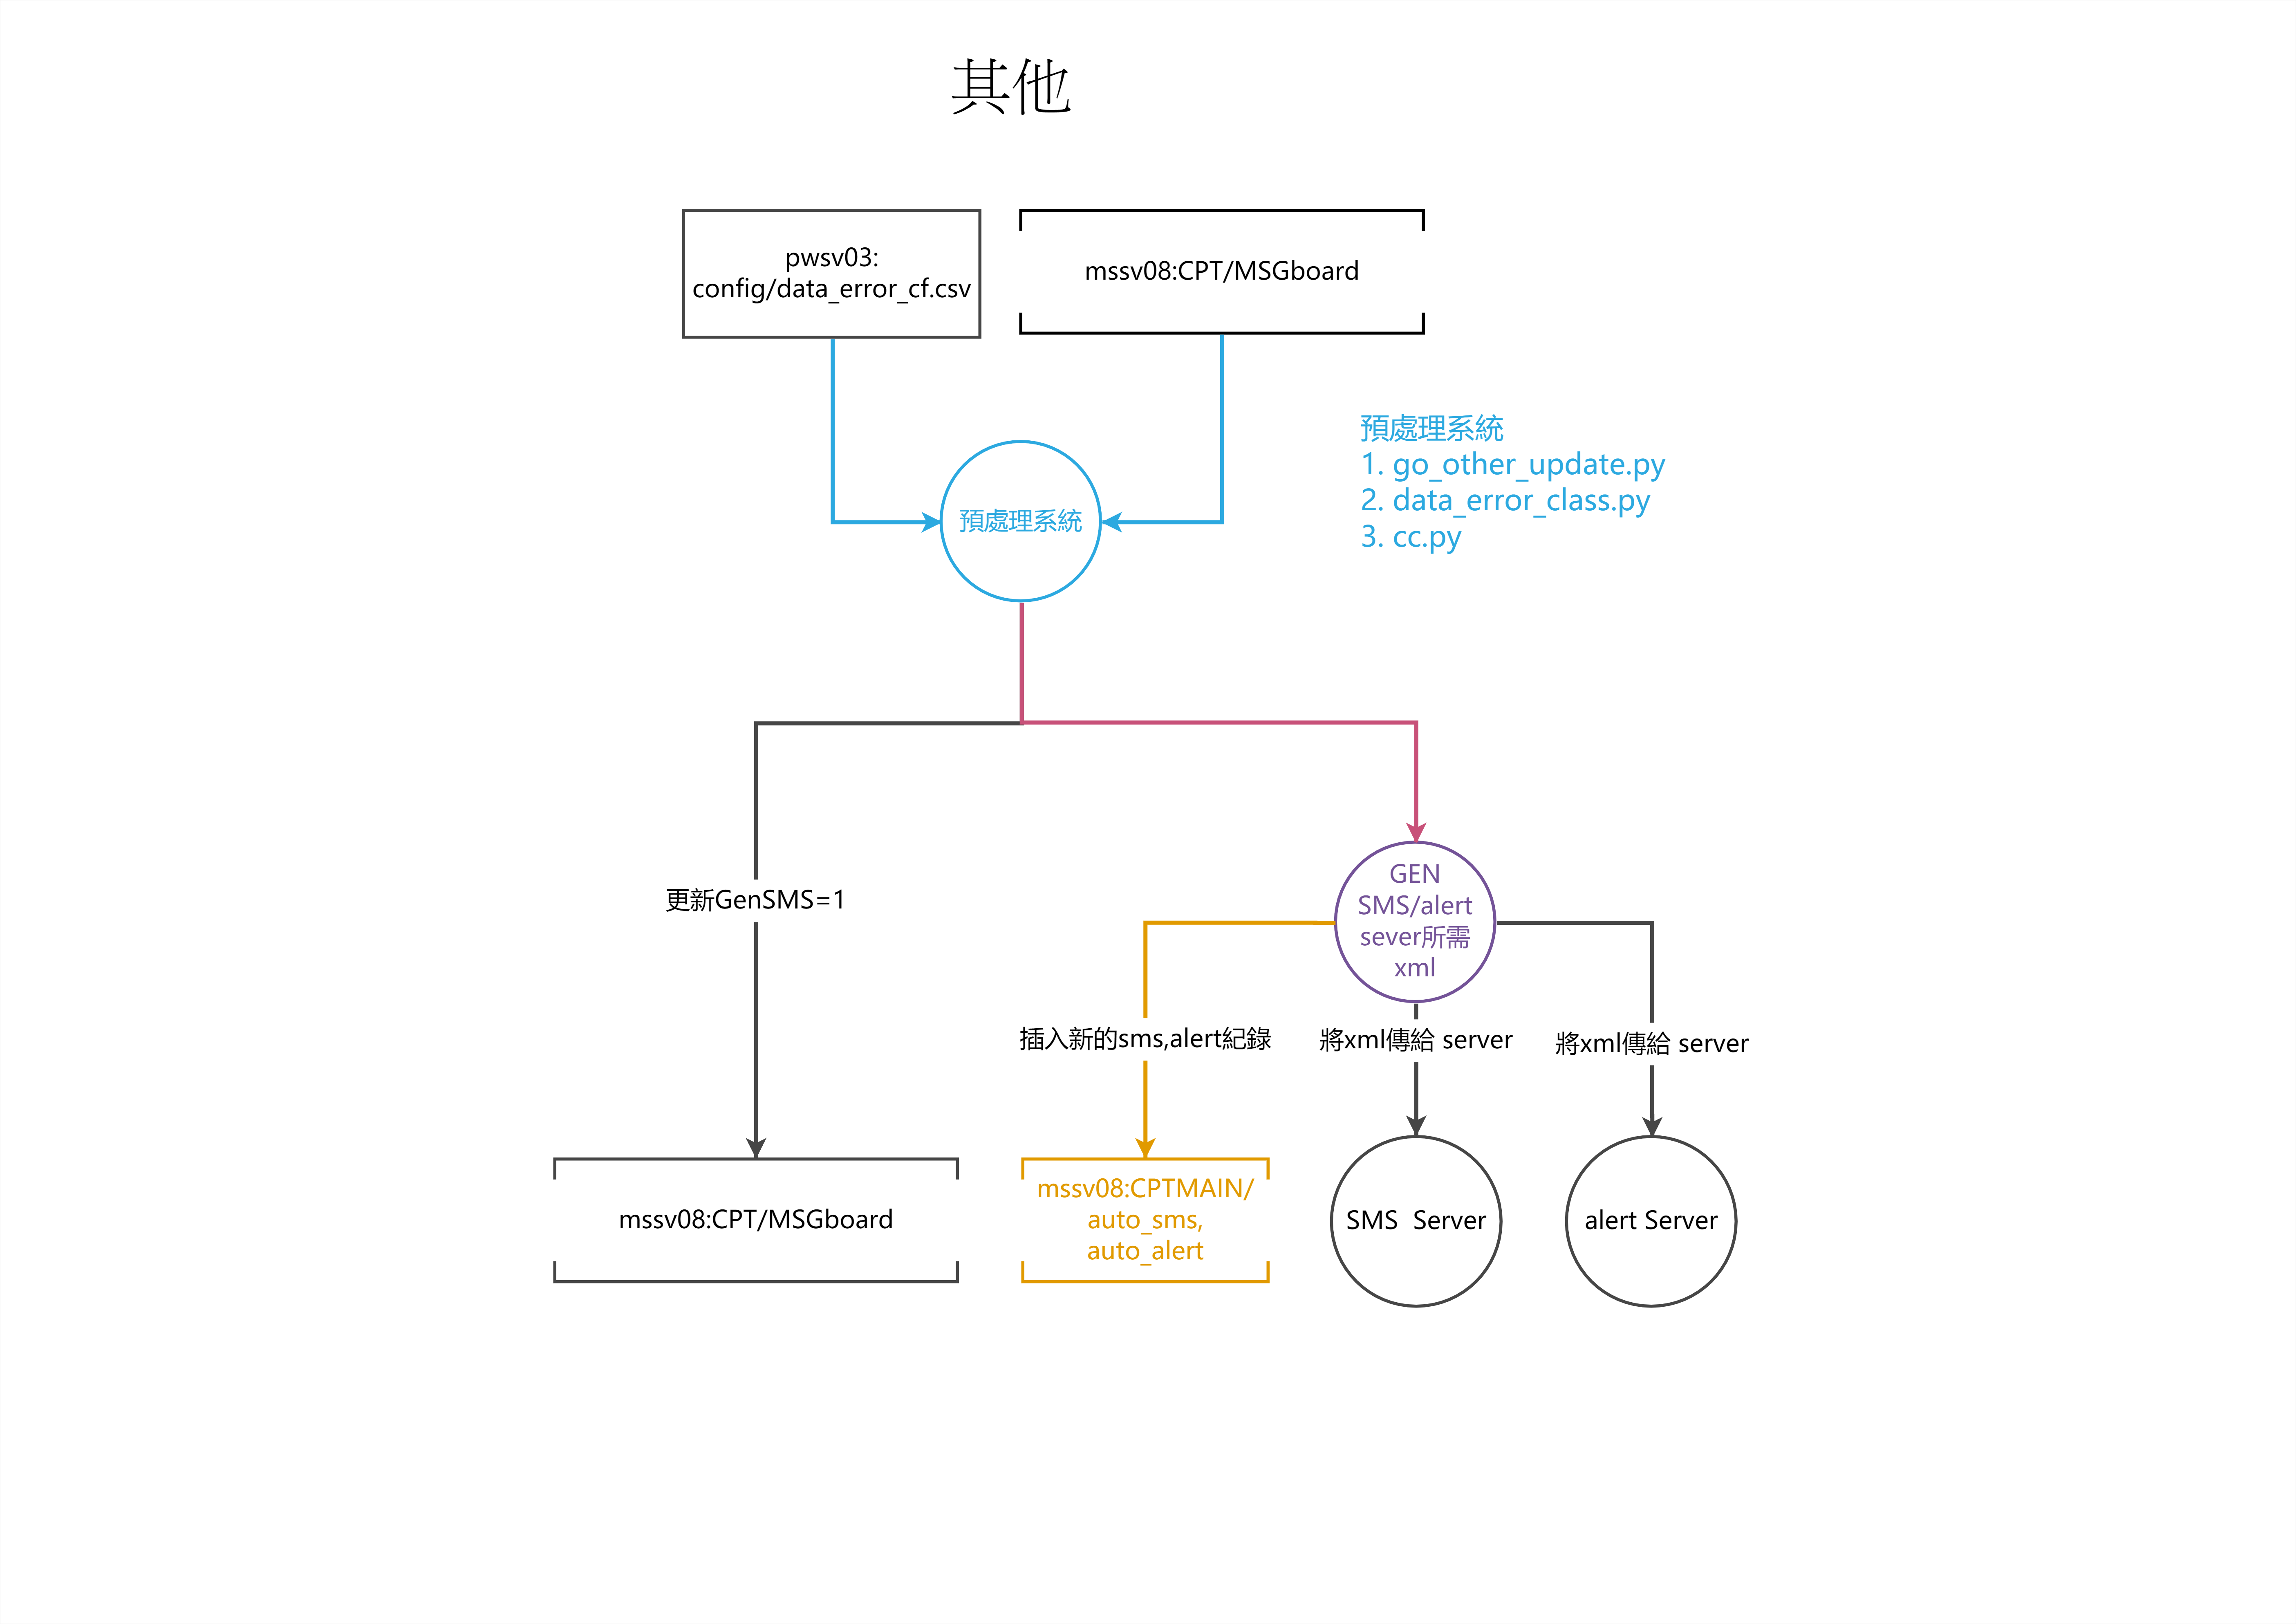 其他
pwsv03:
config/data_error_cf.csv
mssv08:CPT/MSGboard
預處理系統
1. go_other_update.py
2. data_error_class.py
3. cc.py
預處理系統
更新GenSMS=1
GEN
SMS/alert
sever所需
xml
插入新的sms,alert紀錄
將xml傳給 server
將xml傳給 server
mssv08:CPT/MSGboard
mssv08:CPTMAIN/
auto_sms,
auto_alert
SMS  Server
alert Server